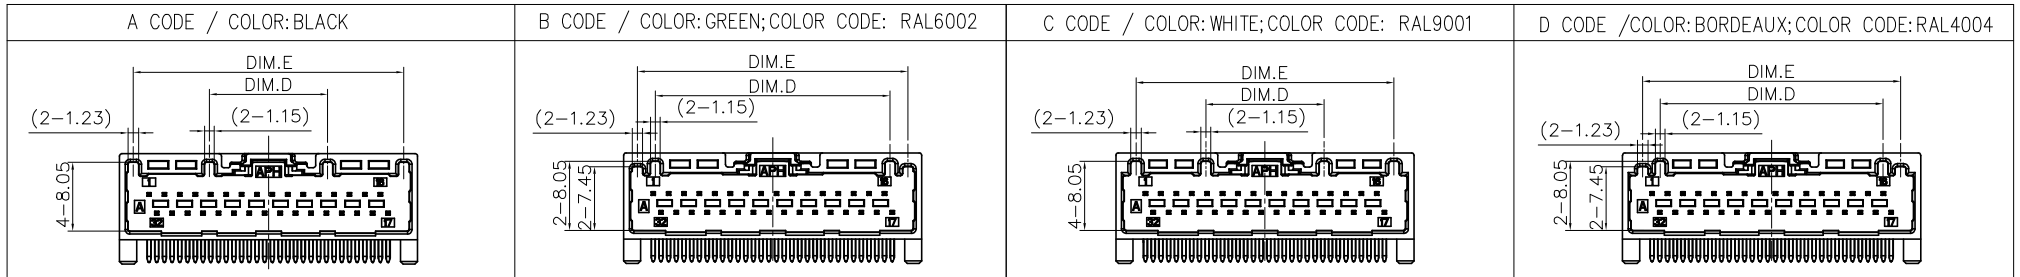 A CODE / COLOR:BLACK
DIM.E
DIM.D
(2-1.23)
(2-1.15)
4-8.05
APH
1
16
A
32
17
B CODE / COLOR:GREEN;COLOR CODE: RAL6002
DIM.E
DIM.D
(2-1.15)
(2-1.23)
2-8.05
2-7.45
APH
1
16
A
32
17
C CODE / COLOR:WHITE;COLOR CODE: RAL9001
DIM.E
DIM.D
(2-1.23)
(2-1.15)
4-8.05
APH
1
16
A
32
17
D CODE /COLOR:BORDEAUX;COLOR CODE:RAL4004
DIM.E
DIM.D
(2-1.15)
(2-1.23)
2-8.05
2-7.45
APH
1
16
A
32
17